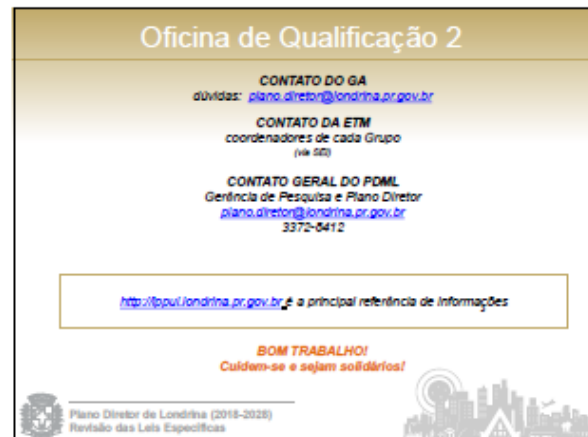 Oficina de Qualificação 2
CONTATO DO GA
dúvidas: plano.diretor@londrina.pr.gov.br
CONTATO DA ETM
coordenadores de cada Grupo
(via SEI)
CONTATO GERAL DO PDML
Gerência de Pesquisa e Plano Diretor
plano.diretor@londrina.pr.gov.br
3372-8412
http://ippul.londrina.pr.gov.br é a principal referência de informações
BOM TRABALHO!
Cuidem-se e sejam solidários!
Plano Diretor de Londrina (2018-2028)
Revisão das Leis Específicas